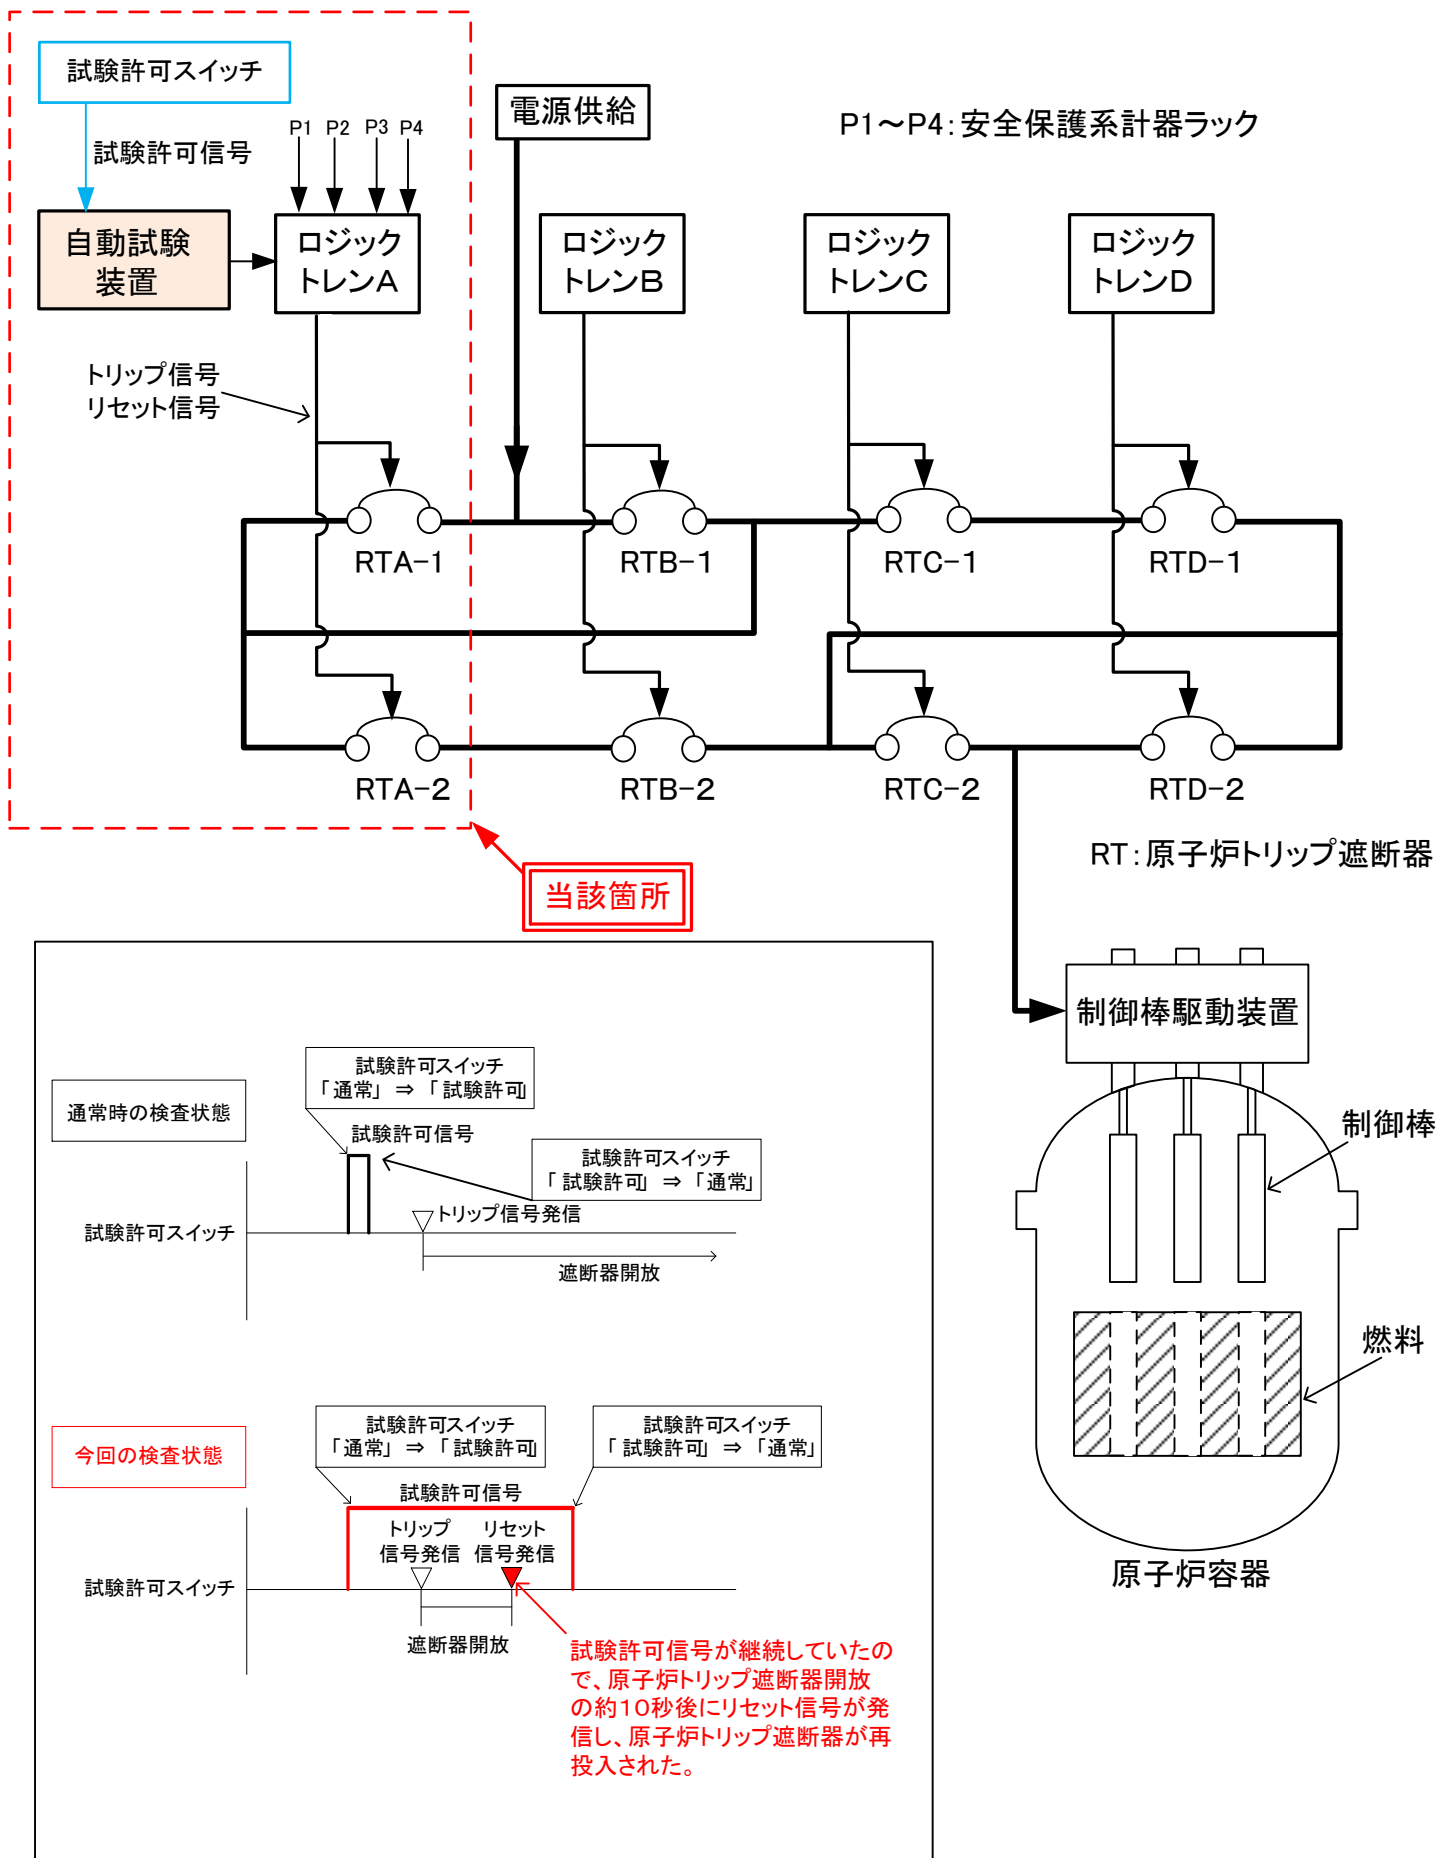 試験許可スイッチ
試験許可信号
自動試験
装置
P1 P2 P3 P4
ロジック
トレンA
電源供給
P1～P4：安全保護系計器ラック
ロジック
トレンB
ロジック
トレンC
ロジック
トレンD
トリップ信号
リセット信号
RTA-1
RTB-1
RTC-1
RTD-1
RTA-2
RTB-2
RTC-2
RTD-2
RT：原子炉トリップ遮断器
当該箇所
制御棒駆動装置
制御棒
燃料
原子炉容器
通常時の検査状態
試験許可スイッチ
「通常」 ⇒ 「試験許可」
試験許可信号
試験許可スイッチ
「試験許可」 ⇒ 「通常」
トリップ信号発信
試験許可スイッチ
遮断器開放
今回の検査状態
試験許可スイッチ
「通常」 ⇒ 「試験許可」
試験許可スイッチ
「試験許可」 ⇒ 「通常」
試験許可信号
トリップ
信号発信
リセット
信号発信
試験許可スイッチ
遮断器開放
試験許可信号が継続していたの
で、原子炉トリップ遮断器開放
の約10秒後にリセット信号が発
信し、原子炉トリップ遮断器が再
投入された。